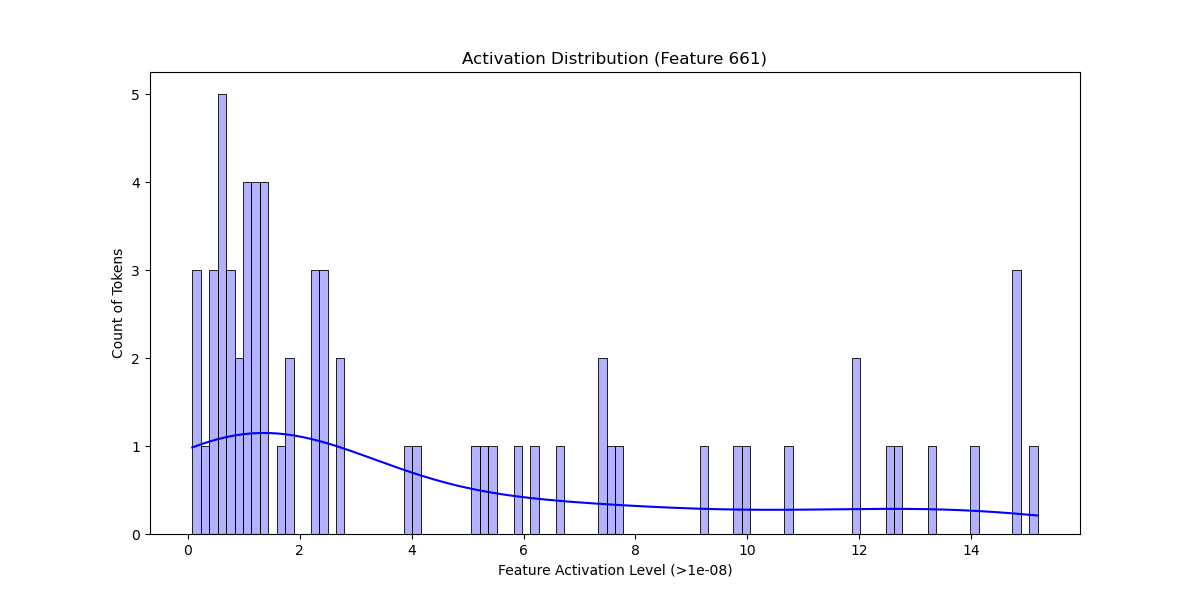 Activation Distribution (Feature 661)
Count of Tokens
5
4
3
2
1
0
0 2 4 6 8 10 12 14
Feature Activation Level (>1e-08)